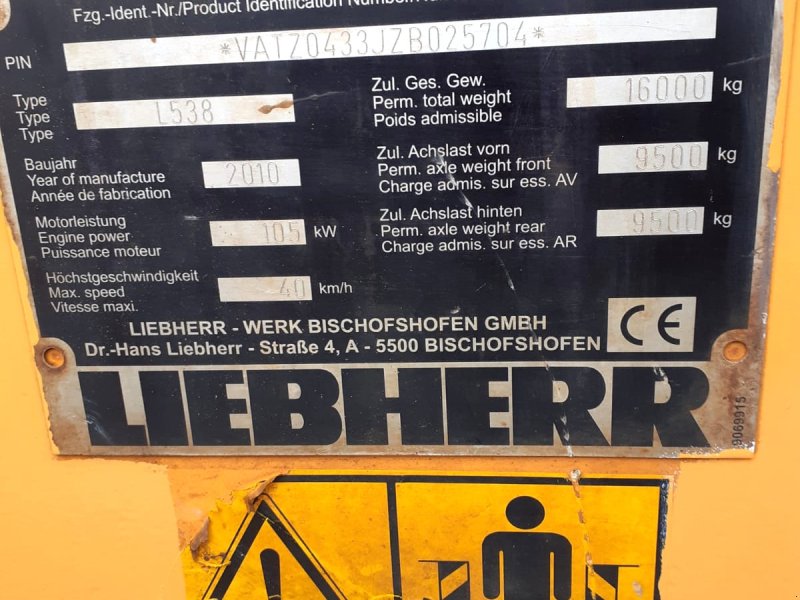 Fzg.-Ident.-Nr./Product Identification
PIN *VATZ0433JZB025704*
Type
Type L538
Type
Zul. Ges. Gew.
Perm. total weight 16000 kg
Poids admissible
Baujahr
Year of manufacture 2010
Année de fabrication
Zul. Achslast vorn
Perm. axle weight front 9500 kg
Charge admis. sur ess. AV
Motorleistung
Engine power 105 kW
Puissance moteur
Zul. Achslast hinten
Perm. axle weight rear 9500 kg
Charge admis. sur ess. AR
Höchstgeschwindigkeit
Max. speed 40 km/h
Vitesse maxi.
LIEBHERR - WERK BISCHOFSHOFEN GMBH
Dr.-Hans Liebherr - Straße 4, A - 5500 BISCHOFSHOFEN
CE
LIEBHERR
9069915